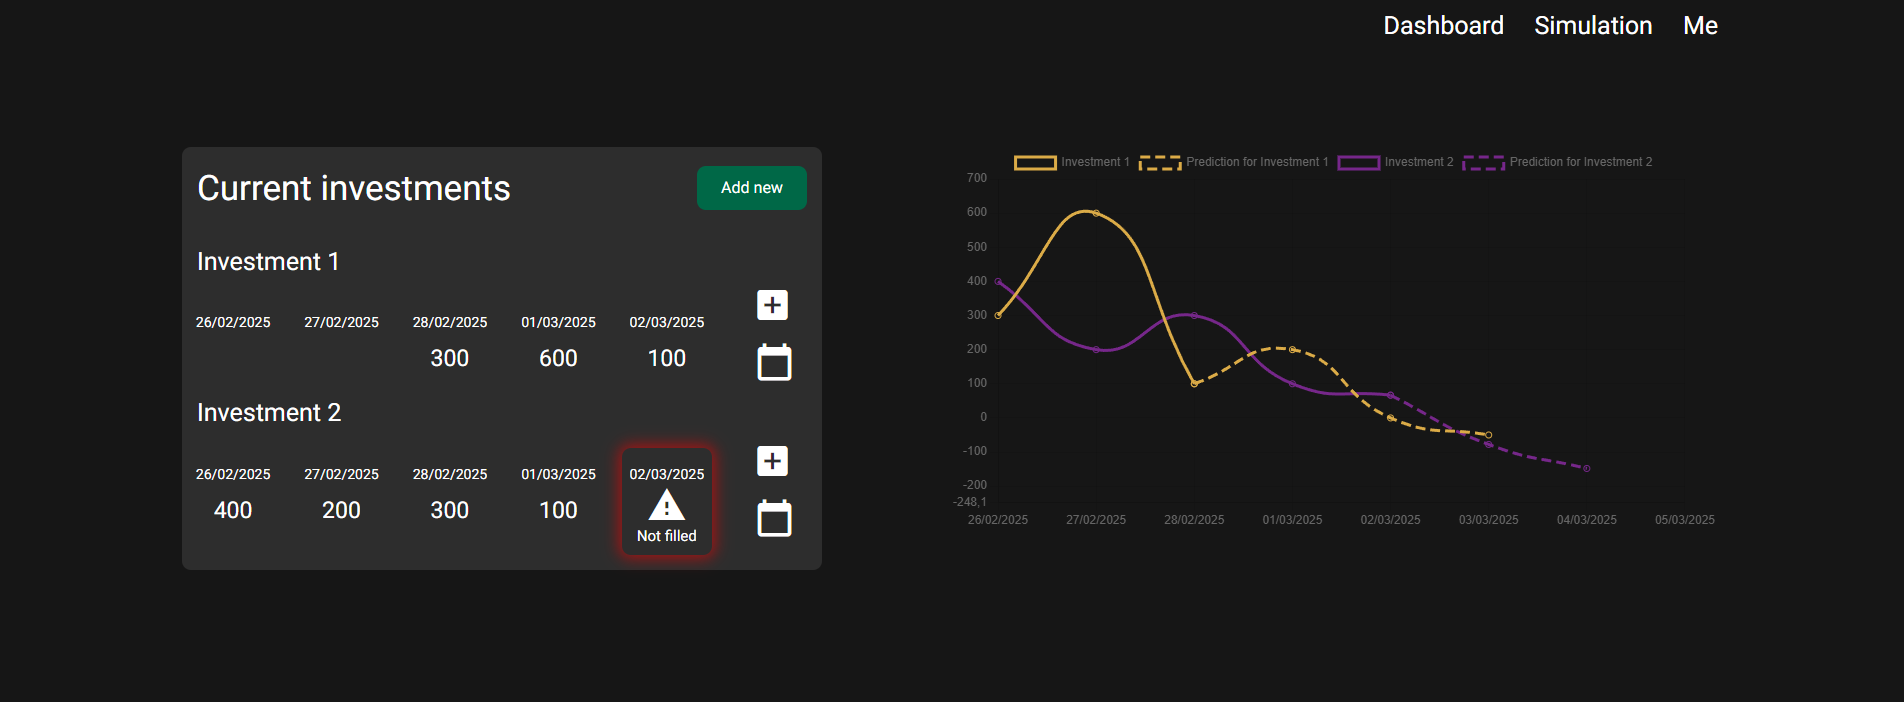 Dashboard Simulation Me
Current investments
Add new
Investment 1
26/02/2025 27/02/2025 28/02/2025 01/03/2025 02/03/2025
300 600 100
Investment 2
26/02/2025 27/02/2025 28/02/2025 01/03/2025 02/03/2025
400 200 300 100
Not filled
Investment 1 Prediction for Investment 1 Investment 2 Prediction for Investment 2
700
600
500
400
300
200
100
0
-100
-200
-248,1
26/02/2025 27/02/2025 28/02/2025 01/03/2025 02/03/2025 03/03/2025 04/03/2025 05/03/2025